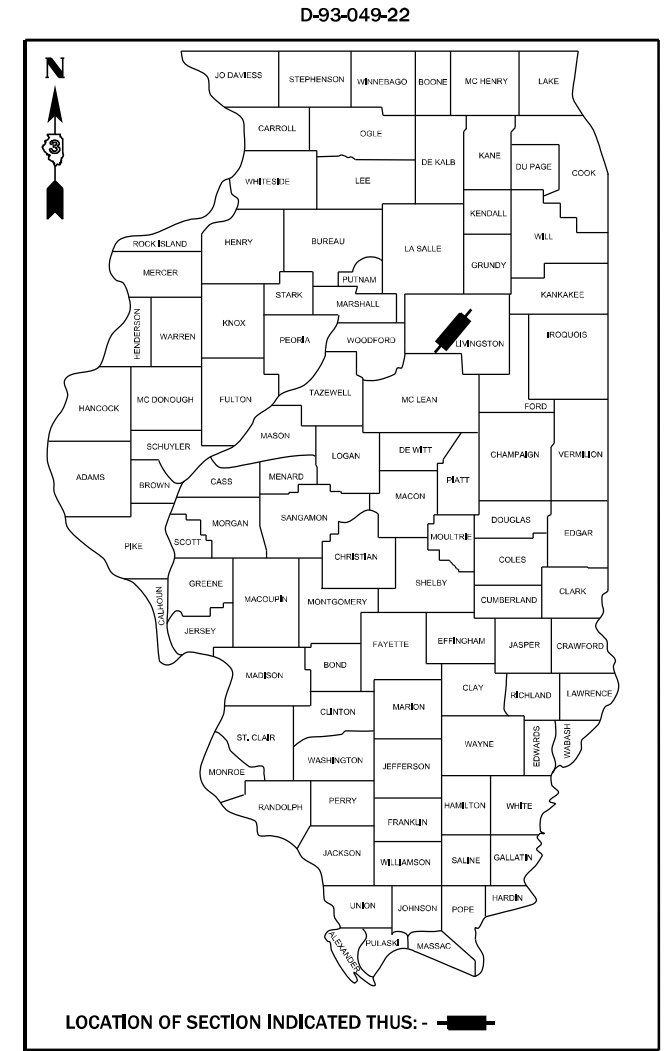 D-93-049-22
N
3
JO DAVIESS STEPHENSON WINNEBAGO BOONE MC HENRY LAKE
CARROLL OGLE
DE KALB KANE DU PAGE COOK
WHITESIDE LEE
KENDALL
ROCK ISLAND HENRY BUREAU LA SALLE WILL
GRUNDY
MERCER PUTNAM
STARK MARSHALL KANKAKEE
HENDERSON WARREN KNOX PEORIA WOODFORD LIVINGSTON IROQUOIS
HANCOCK MC DONOUGH FULTON TAZEWELL MC LEAN FORD
MASON
SCHUYLER LOGAN DE WITT CHAMPAIGN VERMILION
ADAMS BROWN CASS MENARD PIATT
MACON
PIKE SCOTT MORGAN SANGAMON MOULTRIE DOUGLAS EDGAR
CHRISTIAN COLES
CALHOUN GREENE MACOUPIN MONTGOMERY SHELBY CUMBERLAND CLARK
JERSEY FAYETTE EFFINGHAM JASPER CRAWFORD
BOND
MADISON CLAY RICHLAND LAWRENCE
CLINTON MARION
ST. CLAIR WAYNE EDWARDS WABASH
WASHINGTON JEFFERSON
MONROE
RANDOLPH PERRY HAMILTON WHITE
FRANKLIN
JACKSON WILLIAMSON SALINE GALLATIN
UNION JOHNSON POPE HARDIN
ALEXANDER PULASKI MASSAC
LOCATION OF SECTION INDICATED THUS: -